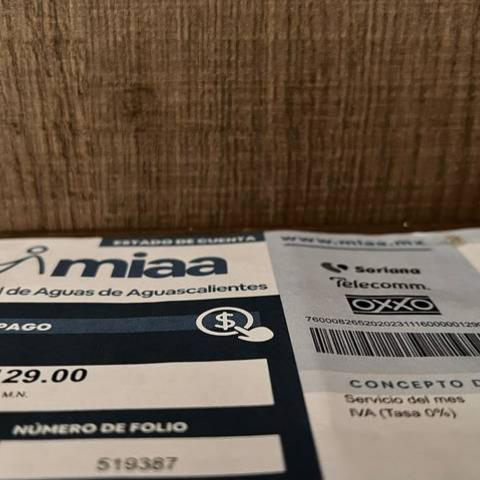 ESTADO DE CUENTA
miaa
l de Aguas de Aguascalientes
PAGO
$
29.00
M.N.
NÚMERO DE FOLIO
519387
www.miaa.mx
Soriana
Telecomm.
OXXO
CONCEPTO D
Servicio del mes
IVA (Tasa 0%)